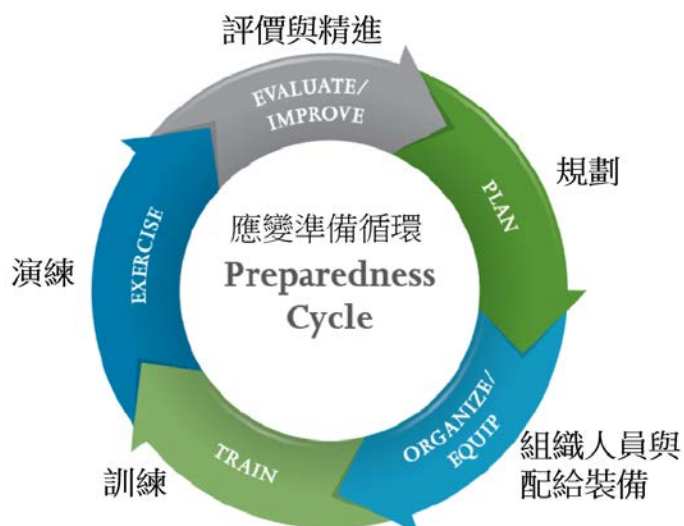 評價與精進
EVALUATE/
IMPROVE
PLAN
規劃
ORGANIZE/
EQUIP
組織人員與
配給裝備
TRAIN
訓練
EXERCISE
演練
應變準備循環
Preparedness
Cycle